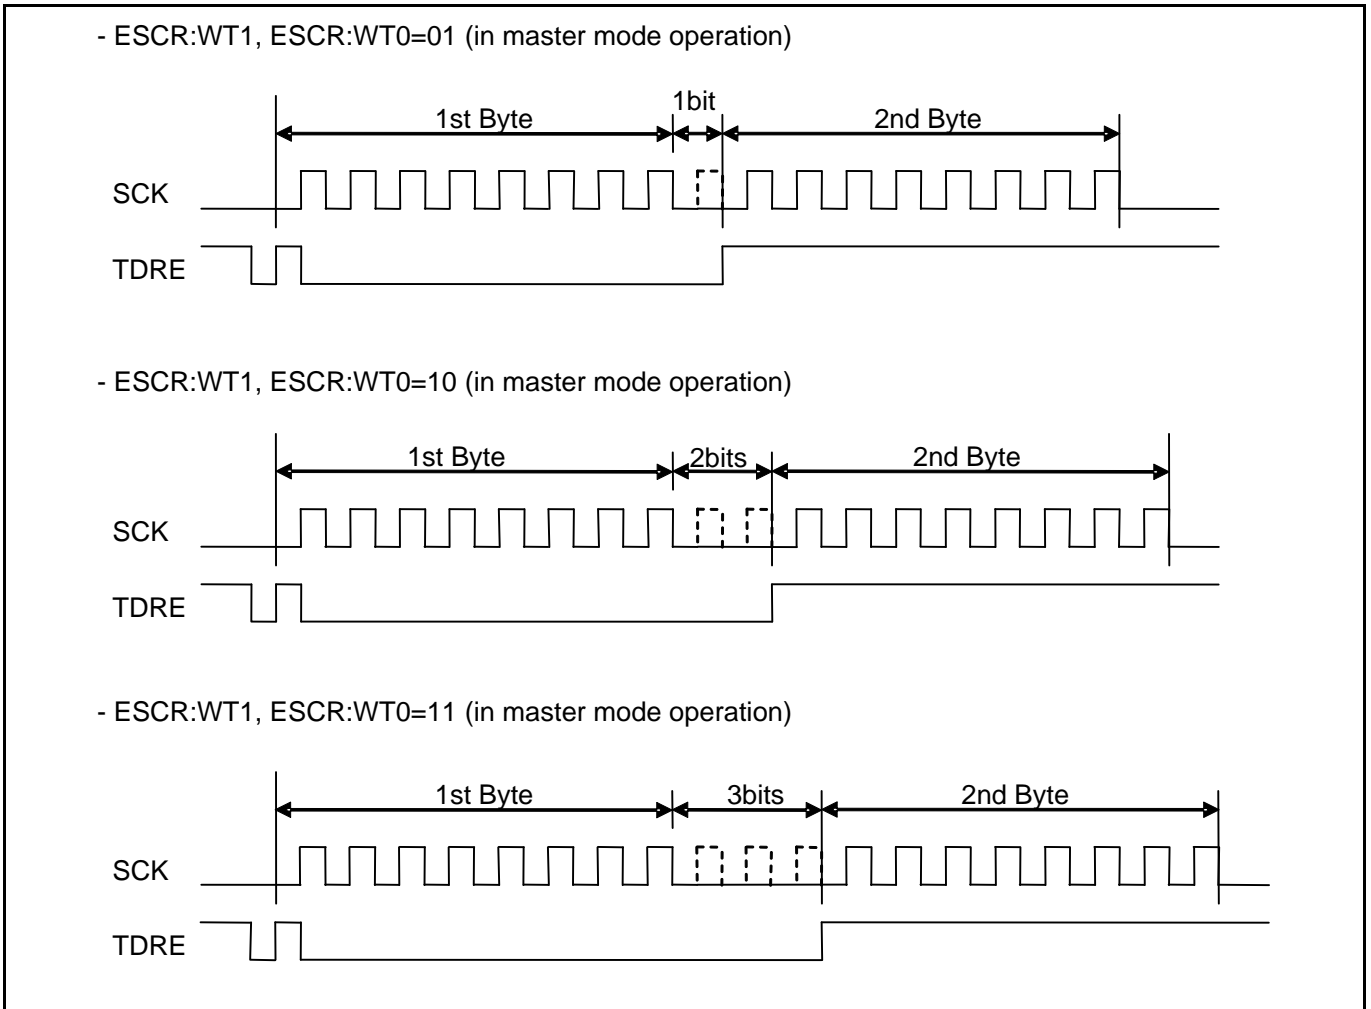 - ESCR:WT1, ESCR:WT0=01 (in master mode operation)
1st Byte
1bit
2nd Byte
SCK
TDRE
- ESCR:WT1, ESCR:WT0=10 (in master mode operation)
1st Byte
2bits
2nd Byte
SCK
TDRE
- ESCR:WT1, ESCR:WT0=11 (in master mode operation)
1st Byte
3bits
2nd Byte
SCK
TDRE